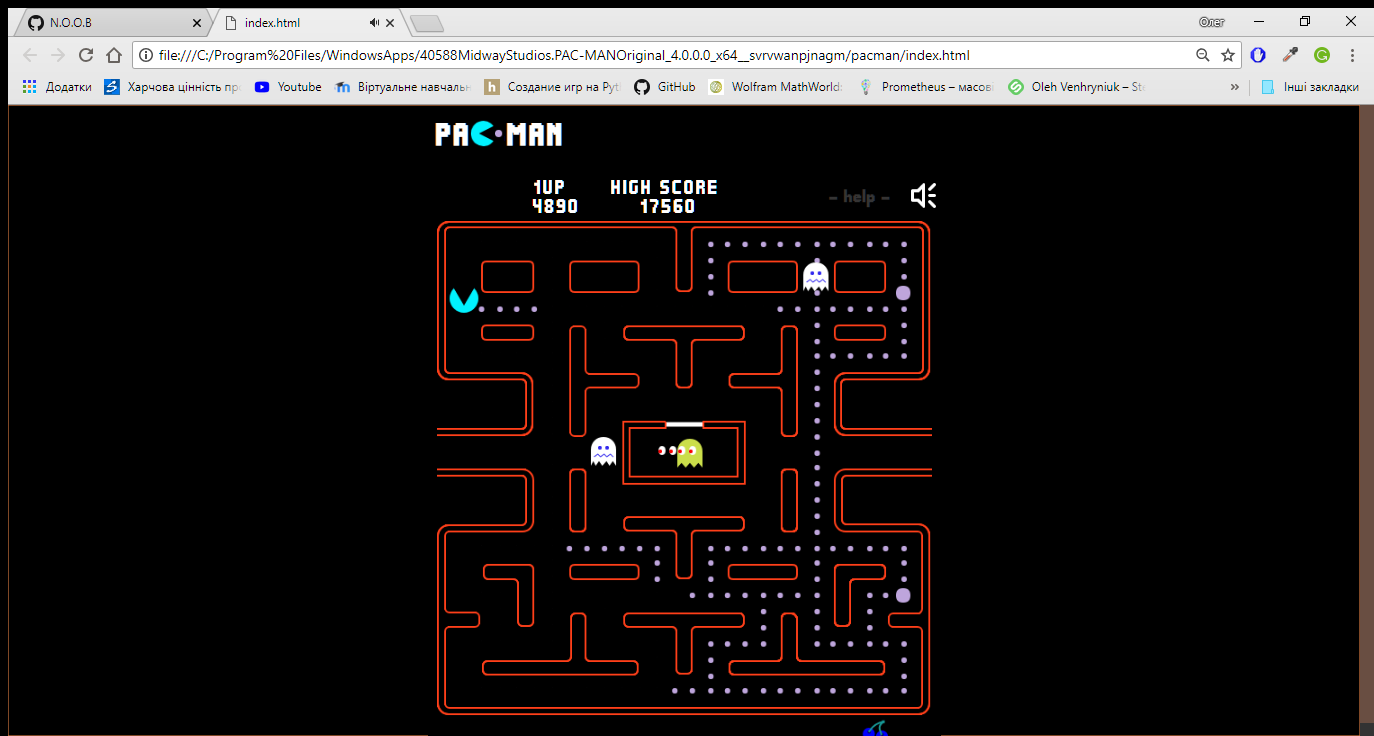 N.O.O.B
index.html
Олег
file:///C:/Program%20Files/WindowsApps/40588MidwayStudios.PAC-MANOriginal_4.0.0.0_x64__svrvwanpjnagm/pacman/index.html
Додатки
Харчова цінність пр
Youtube
Віртуальне навчаль
Создание игр на Pyt
GitHub
Wolfram MathWorld:
Prometheus – масові
Oleh Venhryniuk – St
Інші закладки
PAC-MAN
1UP
HIGH SCORE
4890
17560
– help –